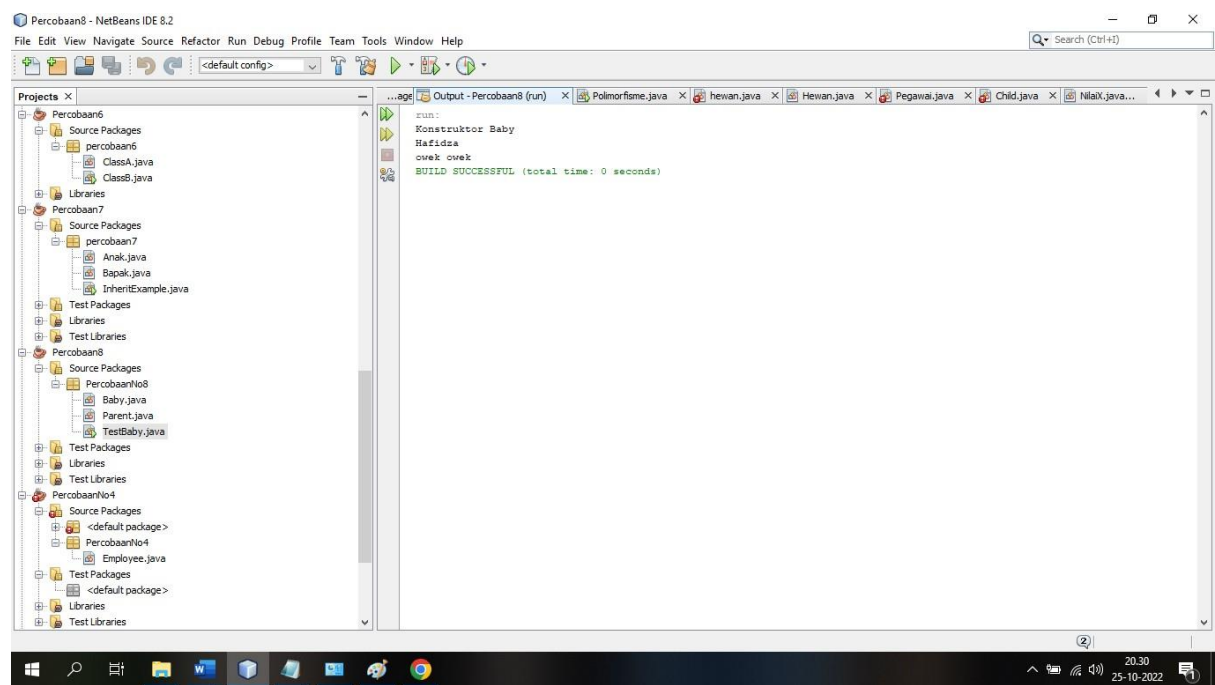 Percobaan8 - NetBeans IDE 8.2
File Edit View Navigate Source Refactor Run Debug Profile Team Tools Window Help
Search (Ctrl+I)
<default config>
Projects
Percobaan6
Source Packages
percobaan6
ClassA.java
ClassB.java
Libraries
Percobaan7
Source Packages
percobaan7
Anak.java
Bapak.java
InheritExample.java
Test Packages
Libraries
Test Libraries
Percobaan8
Source Packages
PercobaanNo8
Baby.java
Parent.java
TestBaby.java
Test Packages
Libraries
Test Libraries
PercobaanNo4
Source Packages
<default package>
PercobaanNo4
Employee.java
Test Packages
<default package>
Libraries
Test Libraries
...age Output - Percobaan8 (run) Polimorfisme.java hewan.java Hewan.java Pegawai.java Child.java NilaiX.java...
run:
Konstruktor Baby
Hafidza
owek owek
BUILD SUCCESSFUL (total time: 0 seconds)
2
20.30
25-10-2022
1